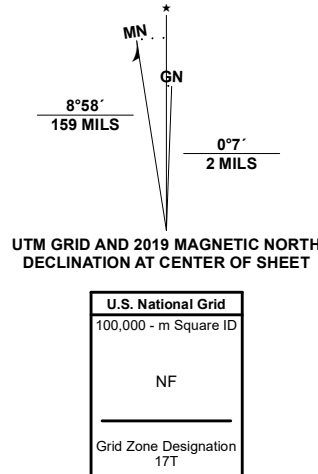 ★
MN
GN
8°58´
159 MILS
0°7´
2 MILS
UTM GRID AND 2019 MAGNETIC NORTH
DECLINATION AT CENTER OF SHEET
U.S. National Grid
100,000 - m Square ID
NF
Grid Zone Designation
17T